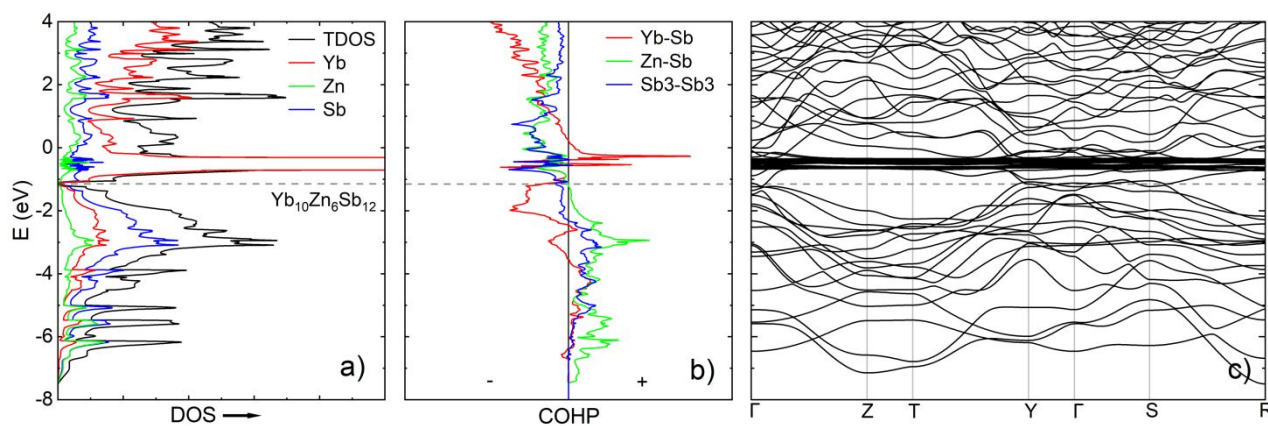 4
2
0
-2
-4
-6
-8
E (eV)
TDOS
Yb
Zn
Sb
Yb₁₀Zn₆Sb₁₂
a)
DOS
Yb-Sb
Zn-Sb
Sb3-Sb3
- +
b)
COHP
c)
Γ Z T Y Γ S R